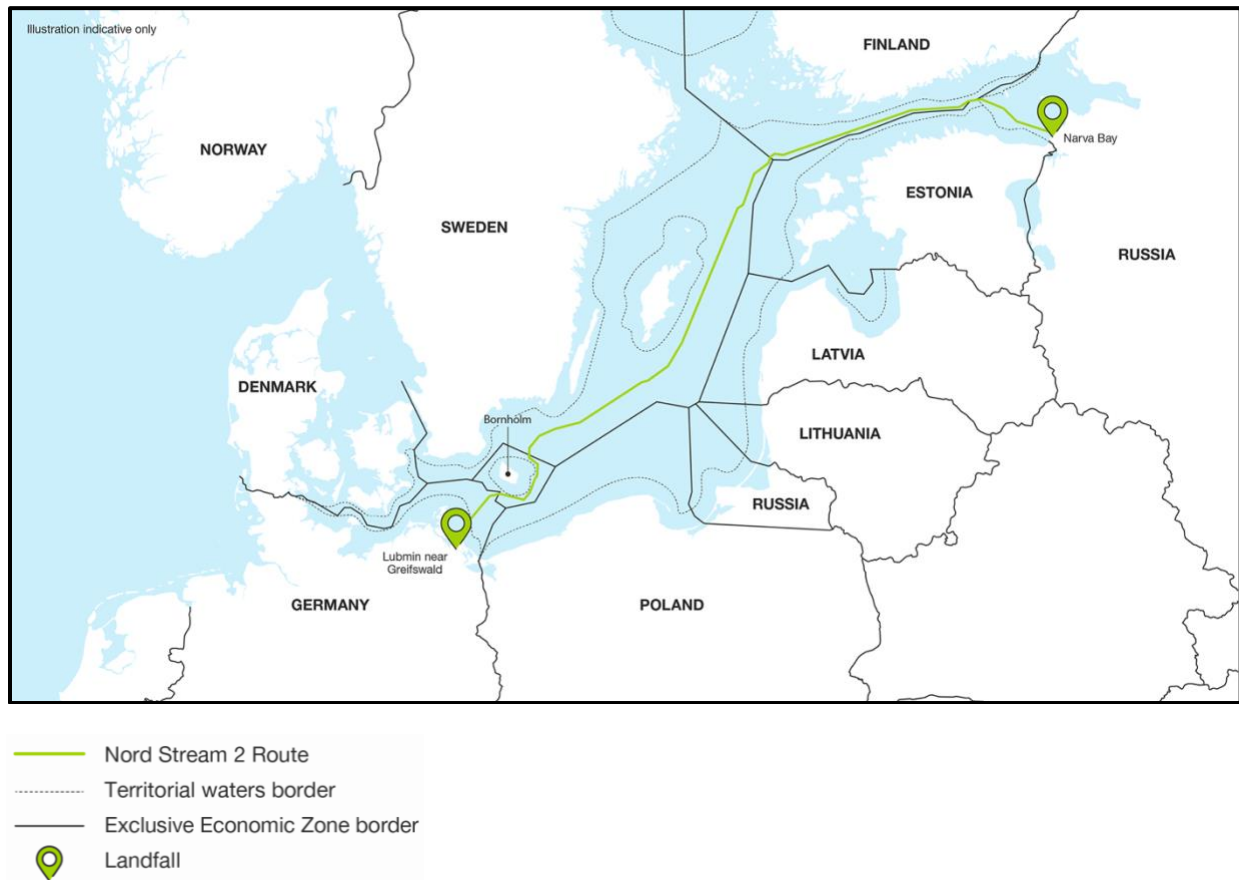 Illustration indicative only
FINLAND
NORWAY
Narva Bay
ESTONIA
SWEDEN
RUSSIA
LATVIA
DENMARK
Bornhölm
LITHUANIA
RUSSIA
Lubmin near
Greifswald
GERMANY
POLAND
Nord Stream 2 Route
Territorial waters border
Exclusive Economic Zone border
Landfall